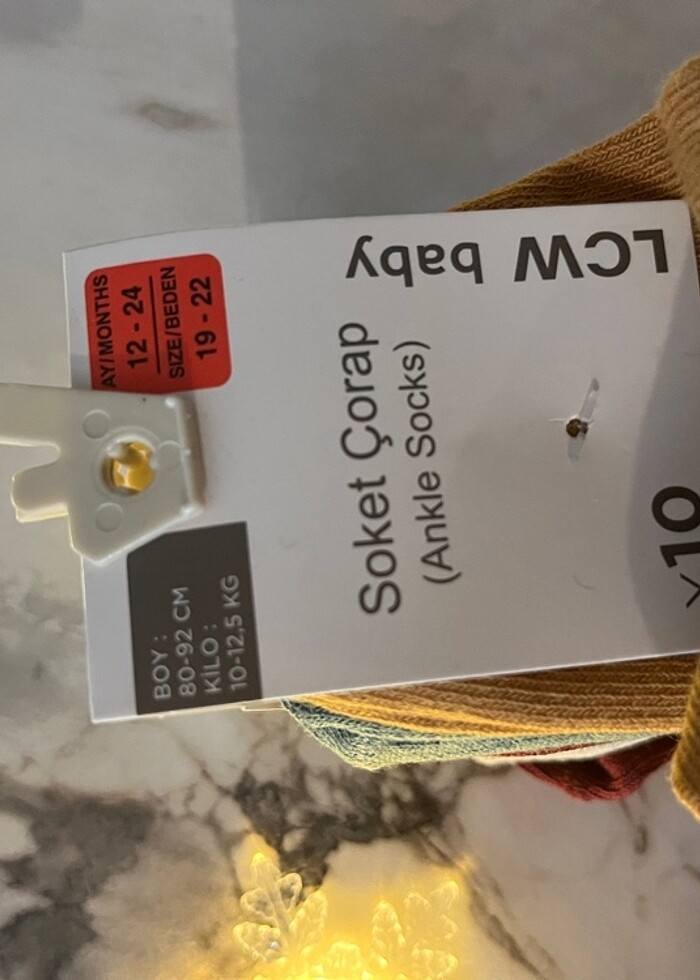 LCW baby
AY/MONTHS
12 - 24
SIZE/BEDEN
19 - 22
Soket Çorap
(Ankle Socks)
BOY :
80-92 CM
KİLO :
10-12,5 KG
x10